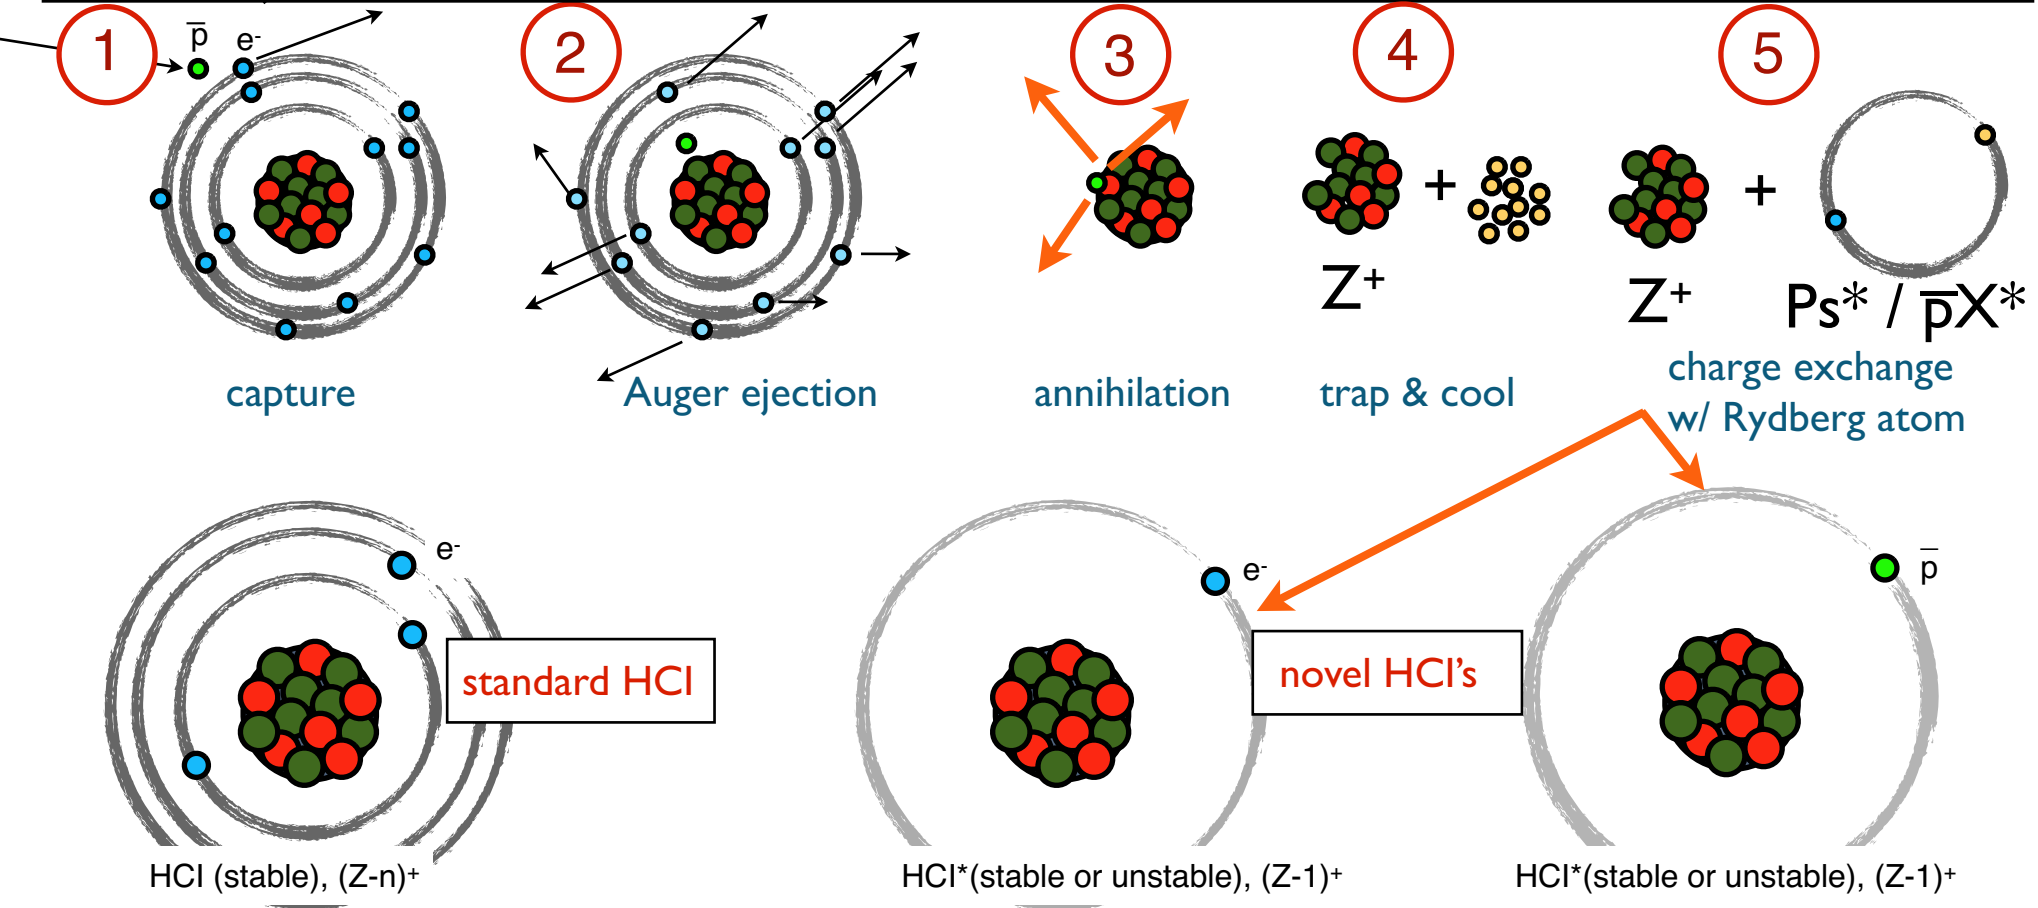 1
p̅ e⁻
2
3
4
5
+
+
Z⁺
Z⁺
Ps* / p̅X*
capture
Auger ejection
annihilation
trap & cool
charge exchange
w/ Rydberg atom
e⁻
e⁻
p̅
standard HCI
novel HCI's
HCI (stable), (Z-n)⁺
HCI*(stable or unstable), (Z-1)⁺
HCI*(stable or unstable), (Z-1)⁺